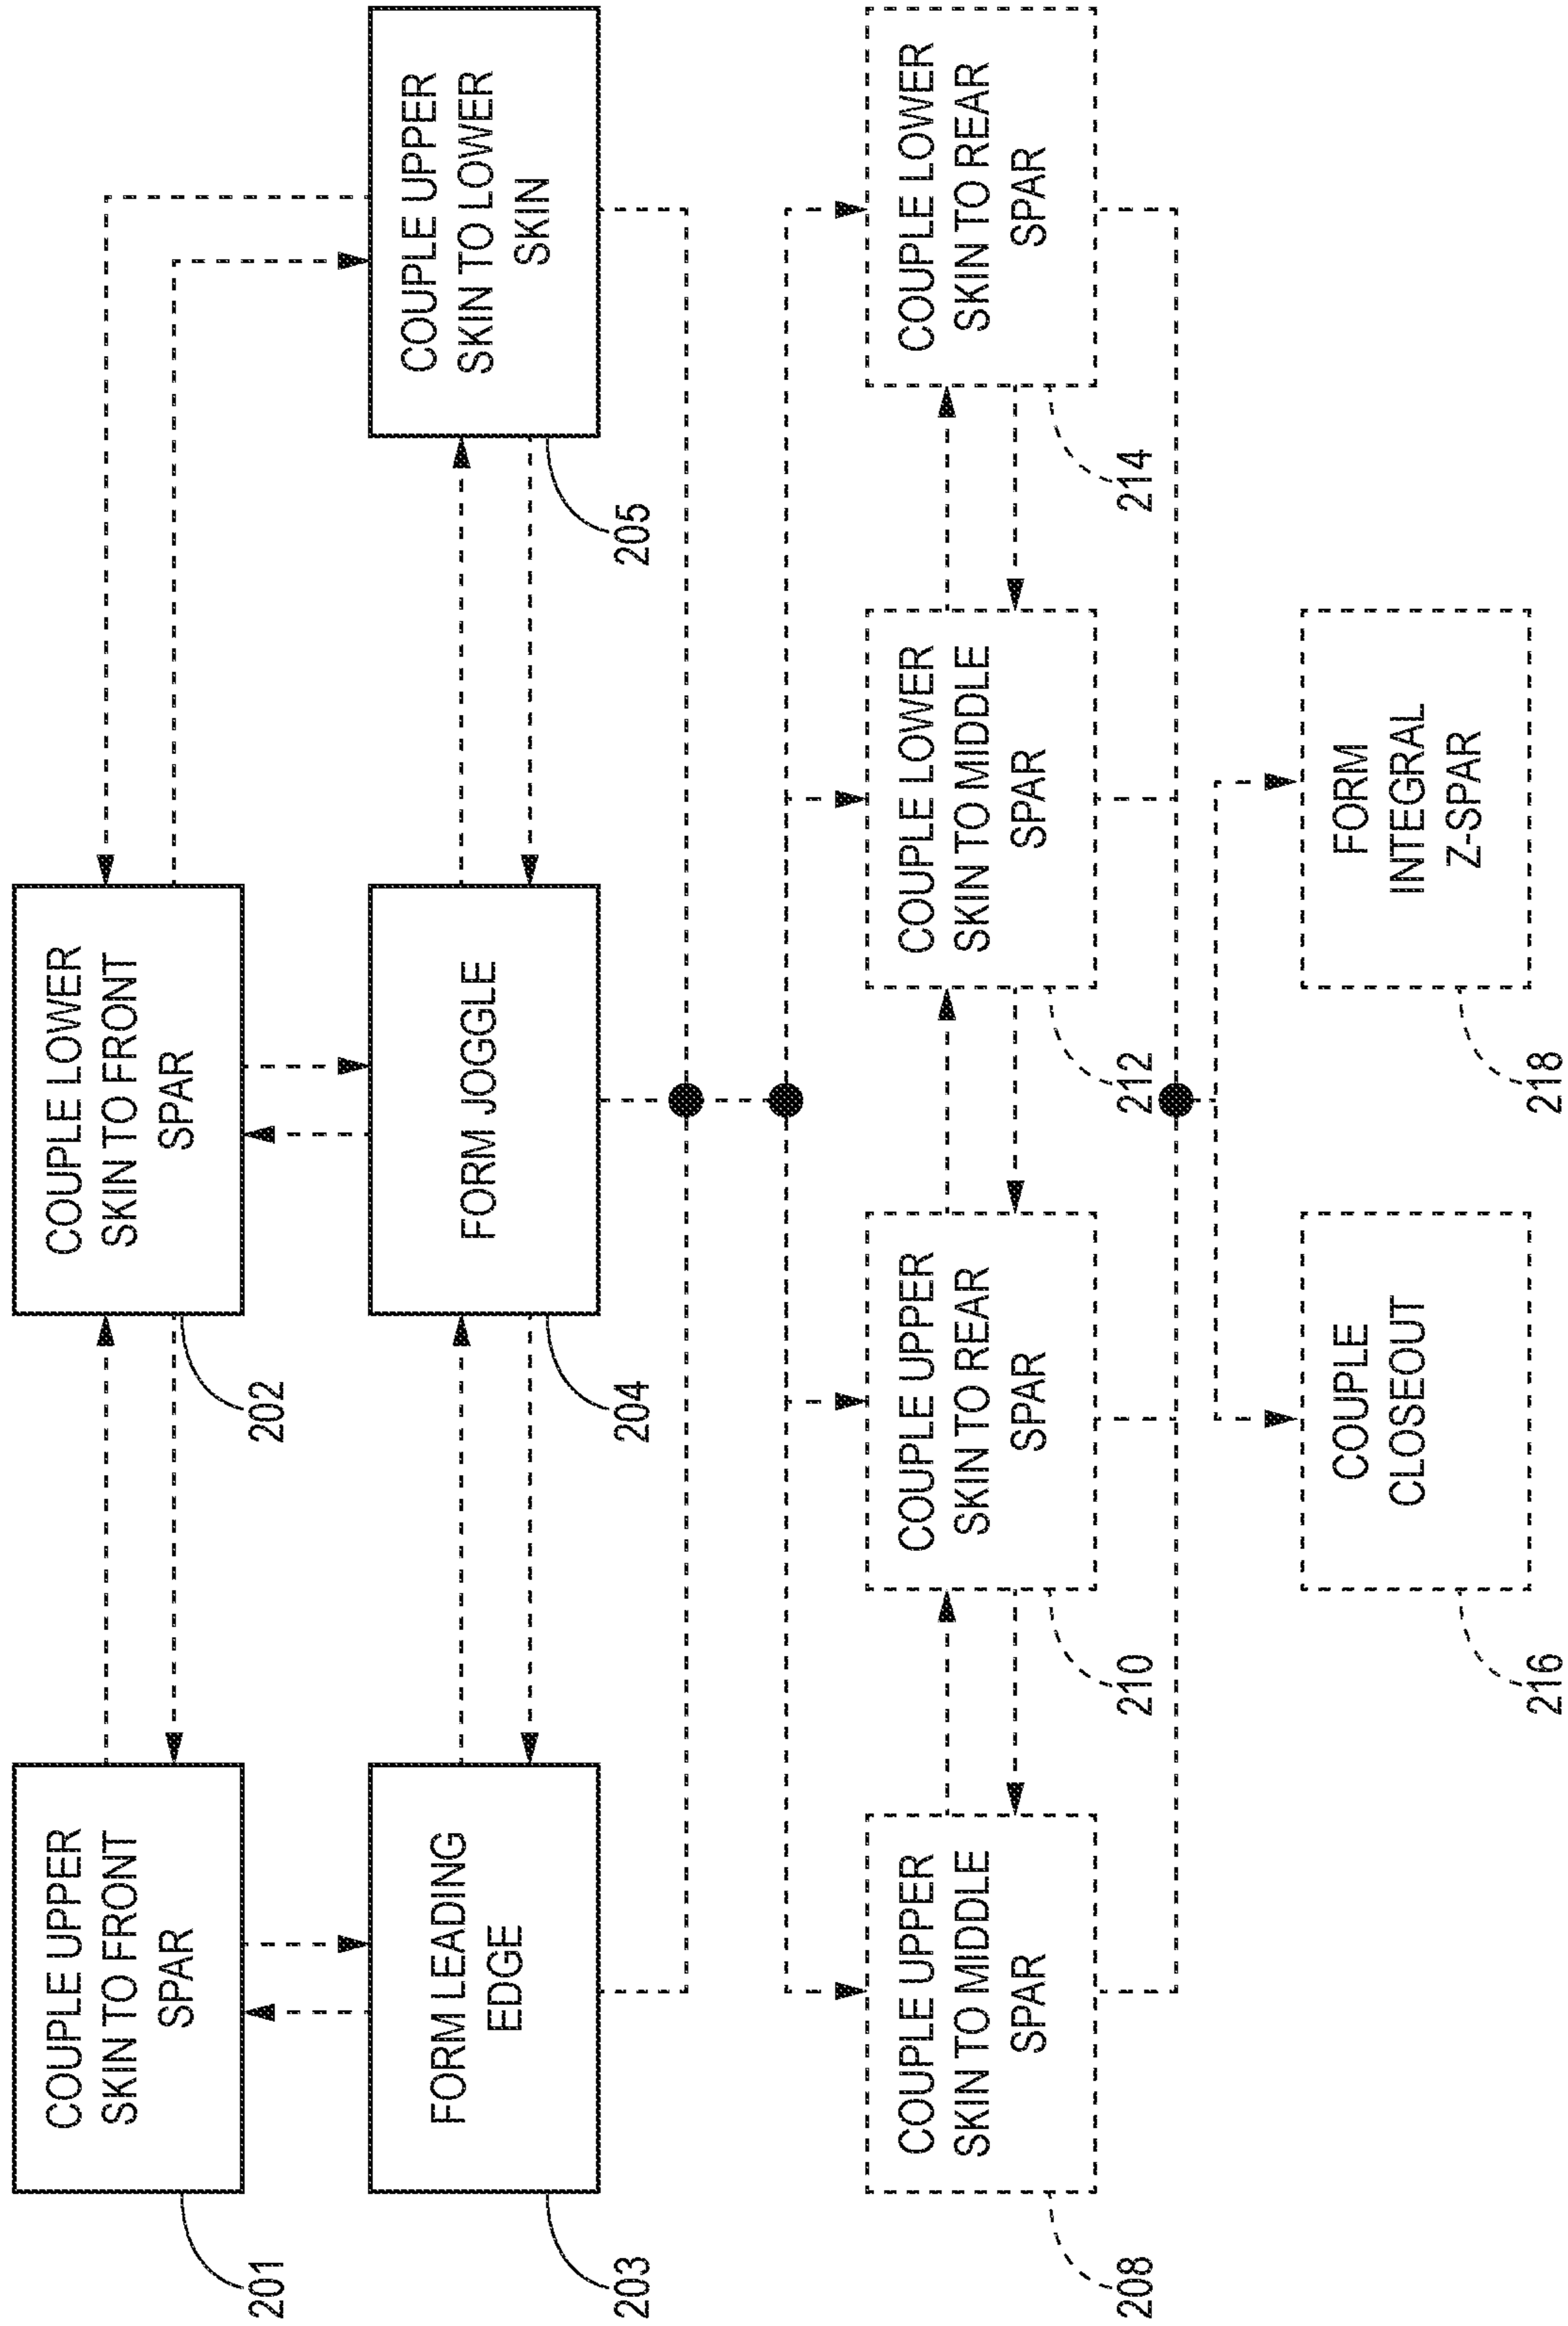 COUPLE UPPER
SKIN TO FRONT
SPAR
201
COUPLE LOWER
SKIN TO FRONT
SPAR
202
FORM LEADING
EDGE
203
FORM JOGGLE
204
COUPLE UPPER
SKIN TO LOWER
SKIN
205
COUPLE UPPER
SKIN TO MIDDLE
SPAR
208
COUPLE UPPER
SKIN TO REAR
SPAR
210
COUPLE LOWER
SKIN TO MIDDLE
SPAR
212
COUPLE LOWER
SKIN TO REAR
SPAR
214
COUPLE
CLOSEOUT
216
FORM
INTEGRAL
Z-SPAR
218